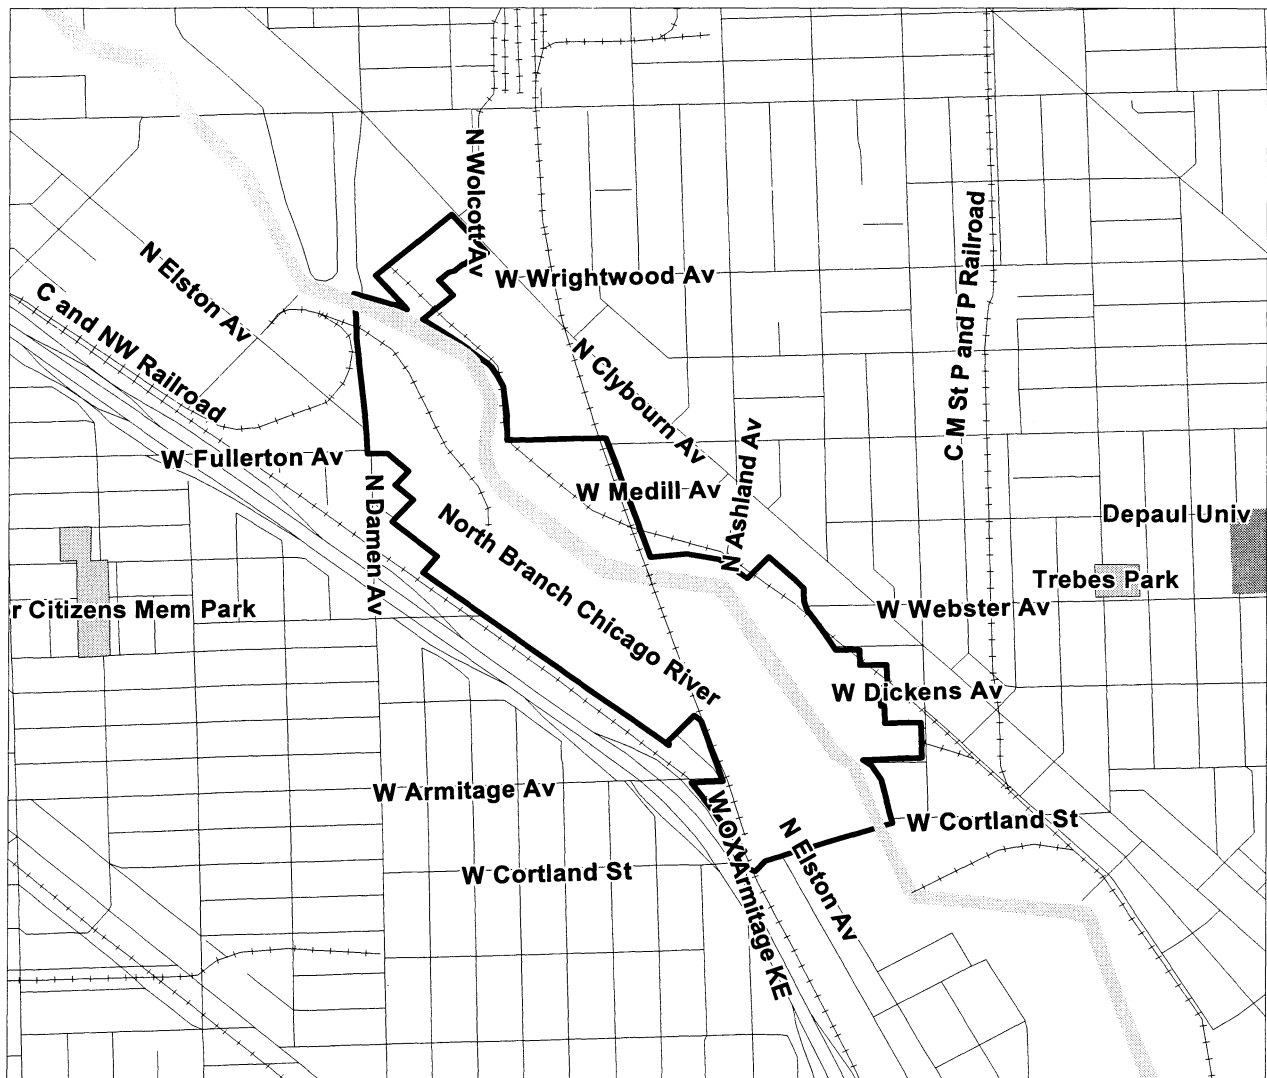 N Wolcott Av
N Elston Av
W Wrightwood Av
C and NW Railroad
C M St P and P Railroad
N Clybourn Av
W Fullerton Av
N Ashland Av
W Medill Av
N Damen Av
North Branch Chicago River
Depaul Univ
Trebes Park
r Citizens Mem Park
W Webster Av
W Dickens Av
W Armitage Av
W OX Armitage KE
N Elston Av
W Cortland St
W Cortland St